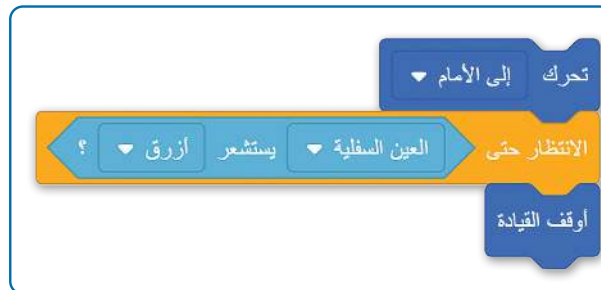 تحرك إلى الأمام
الانتظار حتى العين السفلية يستشعر أزرق ؟
أوقف القيادة